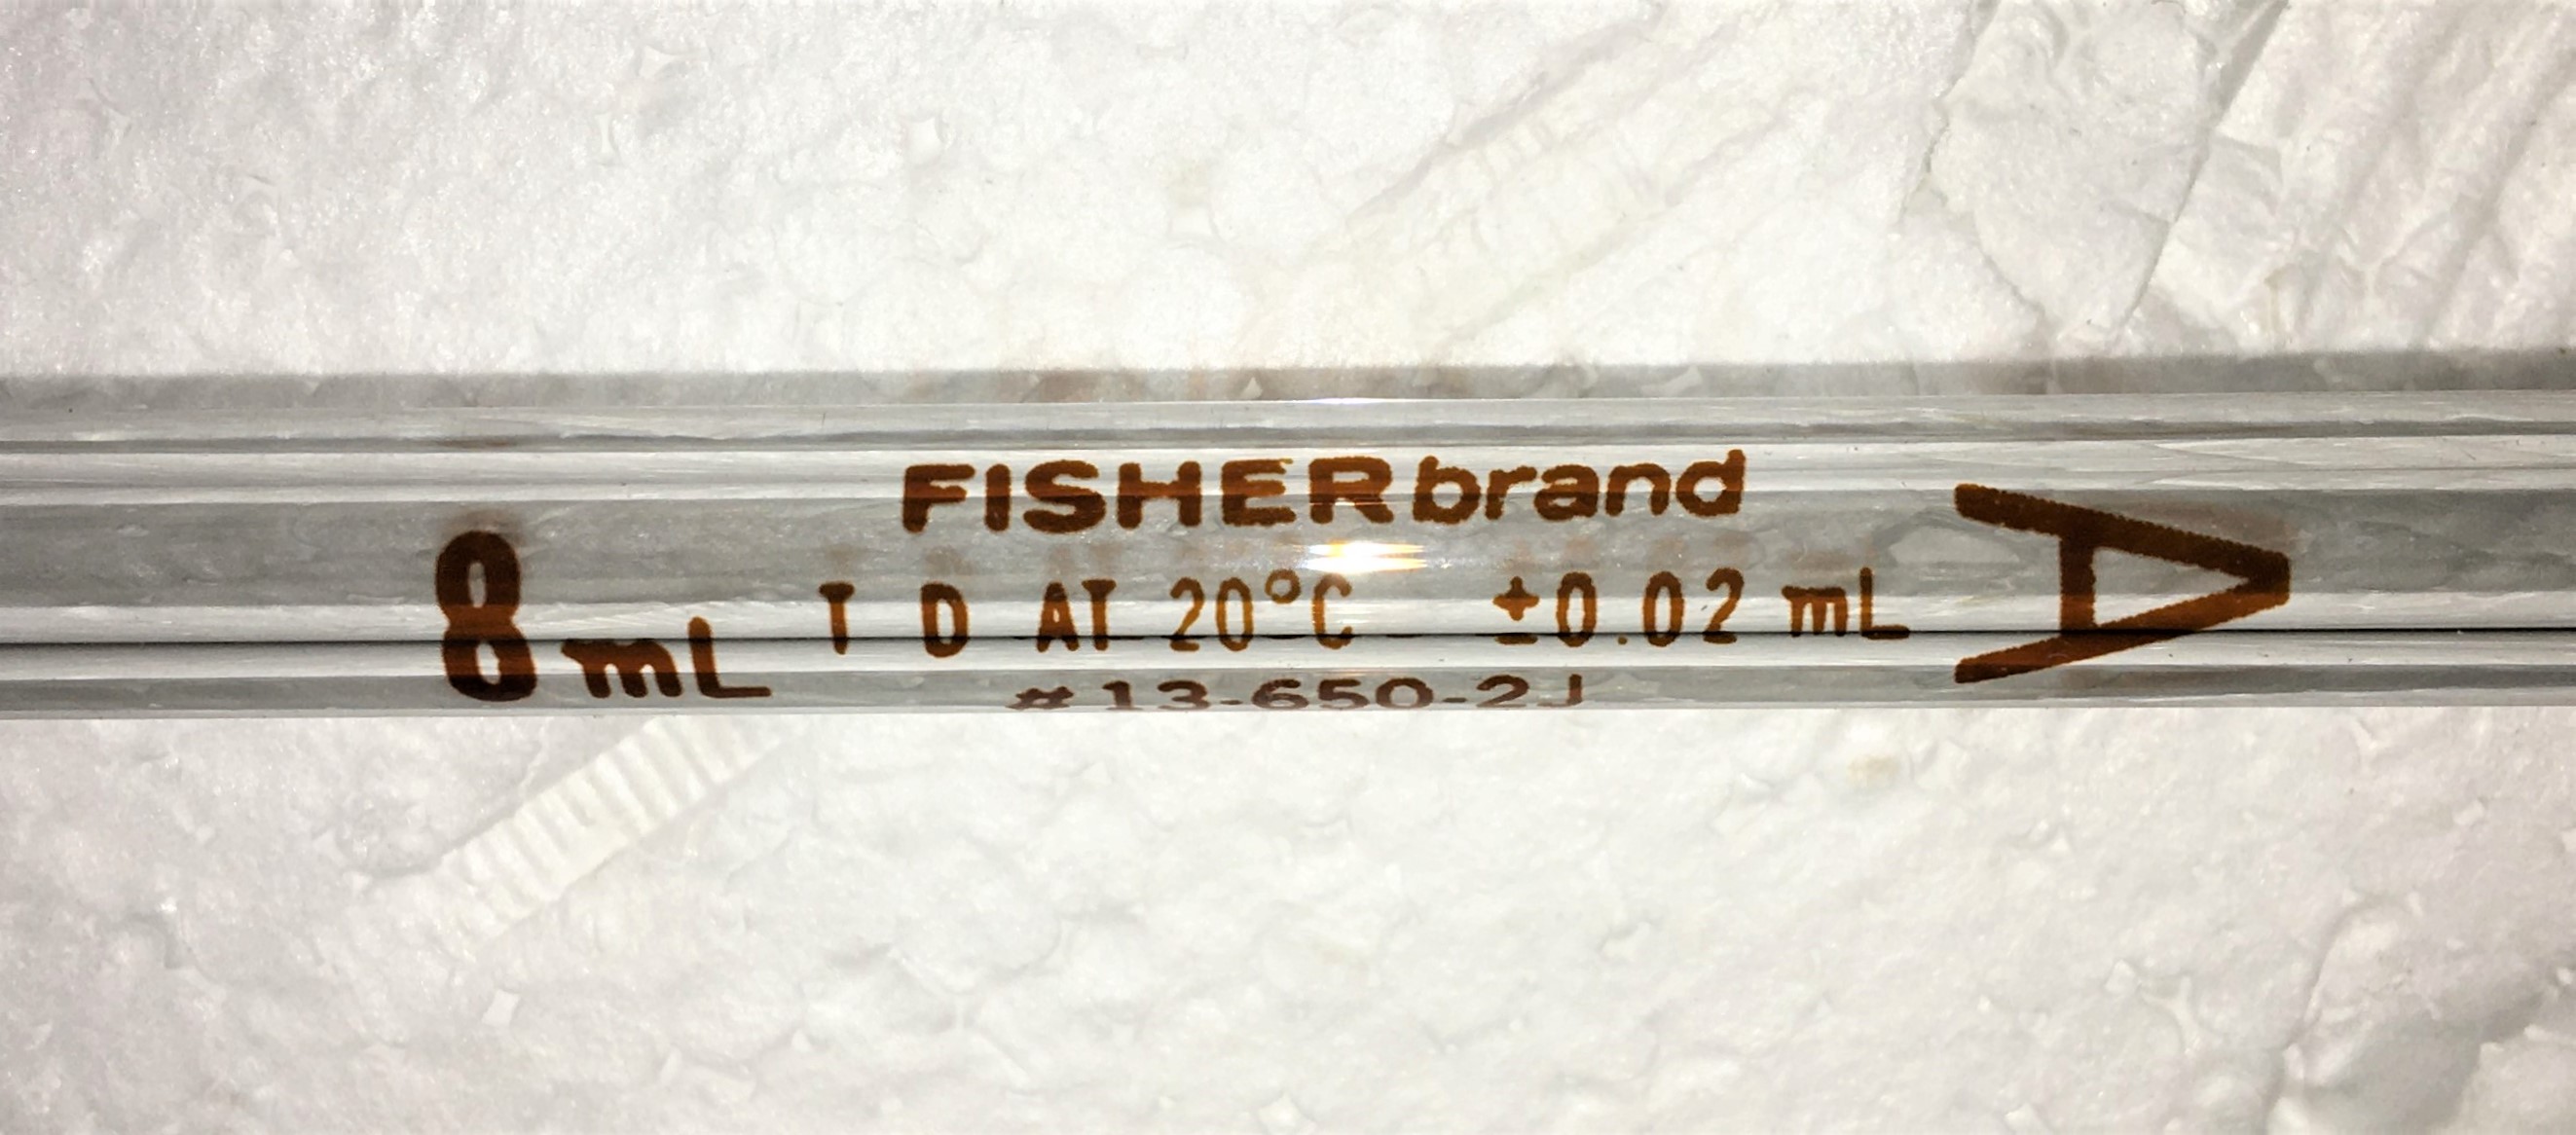 FISHERbrand
8 mL T D AT 20°C ±0.02 mL A
# 13-650-2J